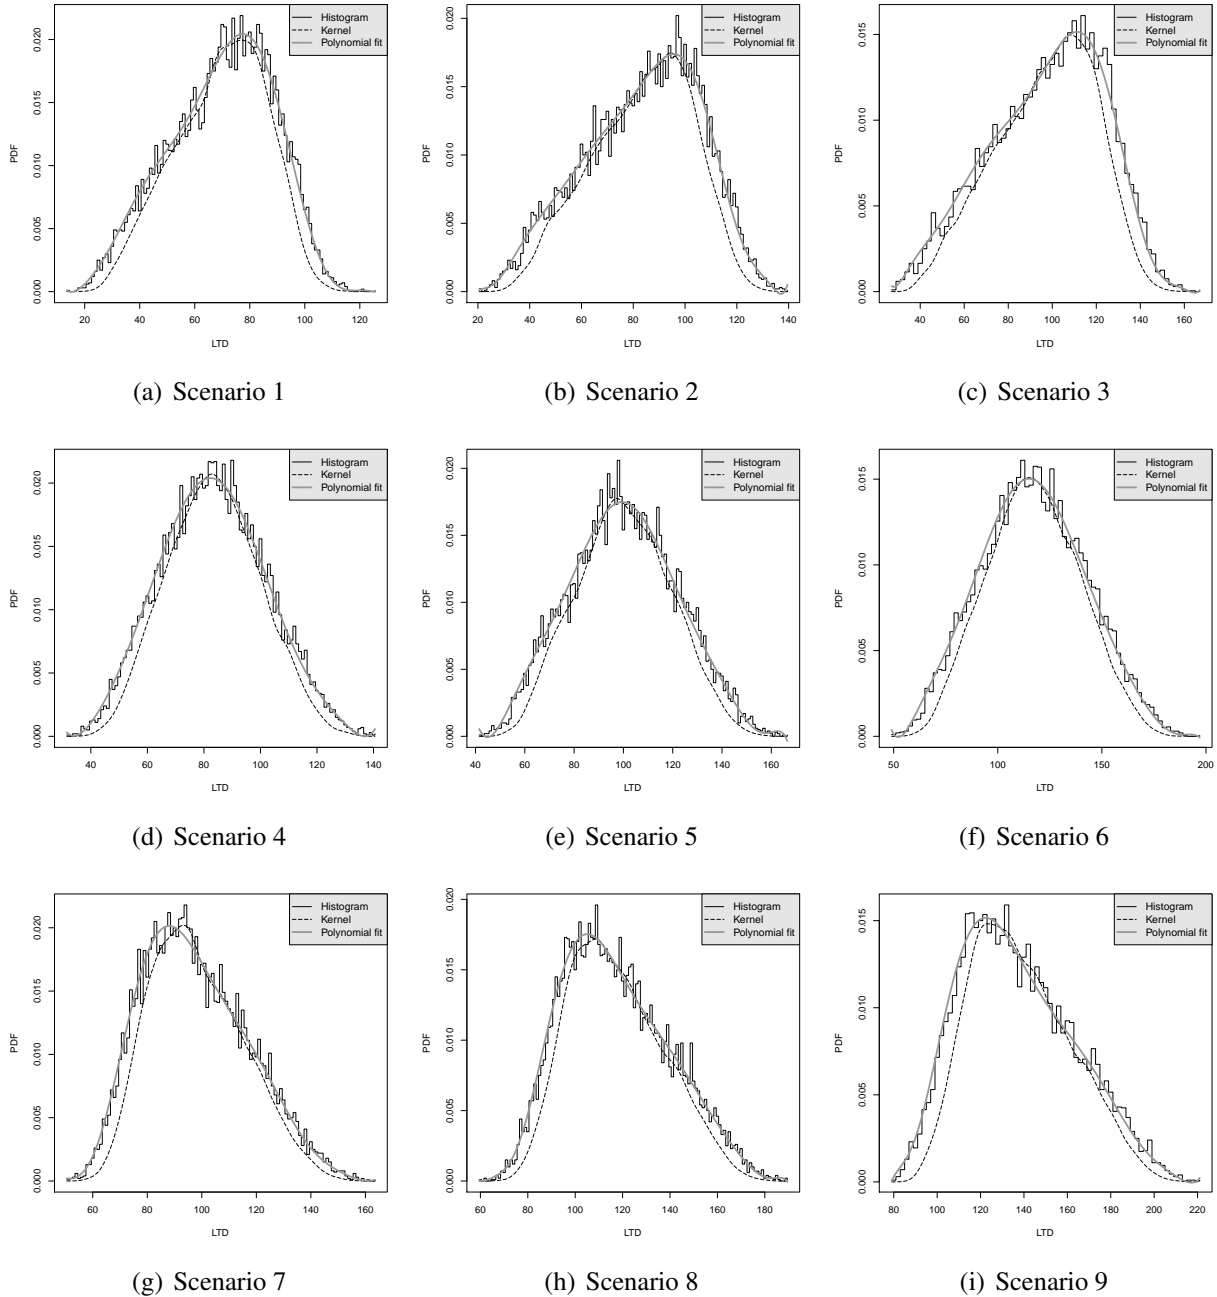 Histogram
Kernel
Polynomial fit
PDF
0.000 0.005 0.010 0.015 0.020
20 40 60 80 100 120
LTD
(a) Scenario 1
Histogram
Kernel
Polynomial fit
PDF
0.000 0.005 0.010 0.015 0.020
20 40 60 80 100 120 140
LTD
(b) Scenario 2
Histogram
Kernel
Polynomial fit
PDF
0.000 0.005 0.010 0.015
40 60 80 100 120 140 160
LTD
(c) Scenario 3
Histogram
Kernel
Polynomial fit
PDF
0.000 0.005 0.010 0.015 0.020
40 60 80 100 120 140
LTD
(d) Scenario 4
Histogram
Kernel
Polynomial fit
PDF
0.000 0.005 0.010 0.015 0.020
40 60 80 100 120 140 160
LTD
(e) Scenario 5
Histogram
Kernel
Polynomial fit
PDF
0.000 0.005 0.010 0.015
50 100 150 200
LTD
(f) Scenario 6
Histogram
Kernel
Polynomial fit
PDF
0.000 0.005 0.010 0.015 0.020
60 80 100 120 140 160
LTD
(g) Scenario 7
Histogram
Kernel
Polynomial fit
PDF
0.000 0.005 0.010 0.015 0.020
60 80 100 120 140 160 180
LTD
(h) Scenario 8
Histogram
Kernel
Polynomial fit
PDF
0.000 0.005 0.010 0.015
80 100 120 140 160 180 200 220
LTD
(i) Scenario 9